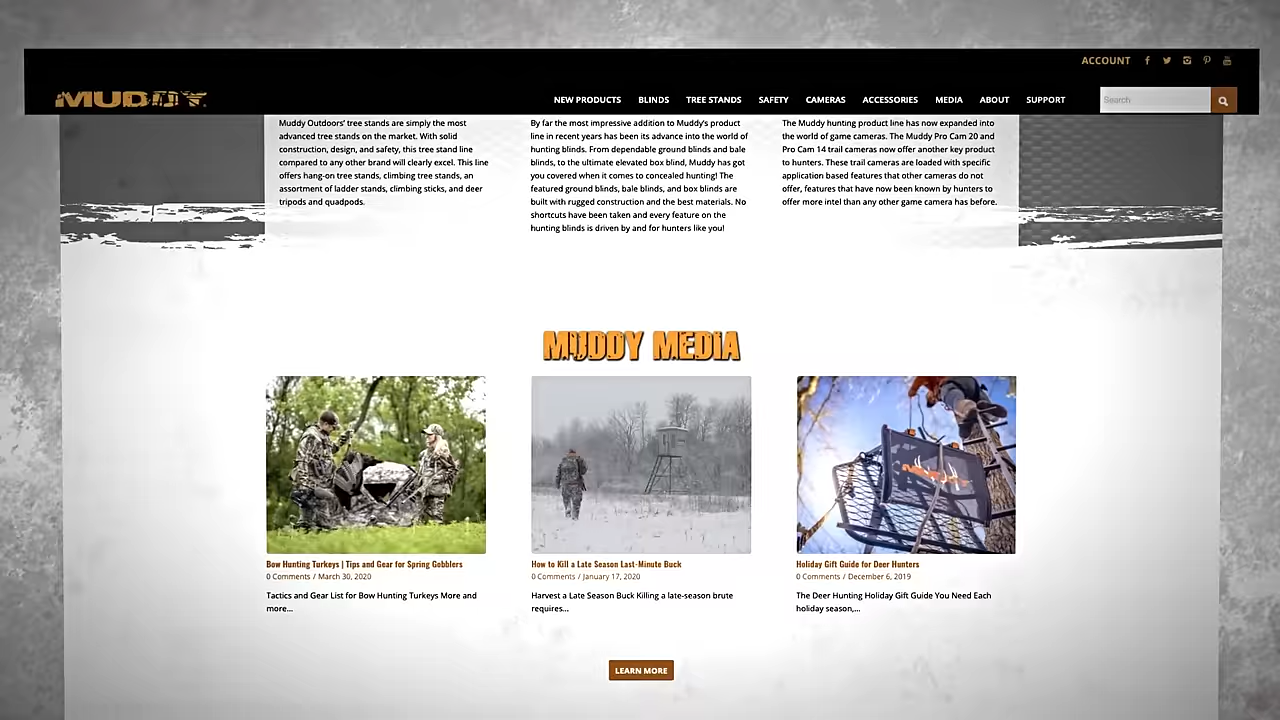 ACCOUNT
MUDDY
NEW PRODUCTS BLINDS TREE STANDS SAFETY CAMERAS ACCESSORIES MEDIA ABOUT SUPPORT
Search
Muddy Outdoors' tree stands are simply the most
advanced tree stands on the market. With solid
construction, design, and safety, this tree stand line
compared to any other brand will clearly excel. This line
offers hang-on tree stands, climbing tree stands, an
assortment of ladder stands, climbing sticks, and deer
tripods and quadpods.
By far the most impressive addition to Muddy's product
line in recent years has been its advance into the world of
hunting blinds. From dependable ground blinds and bale
blinds, to the ultimate elevated box blind, Muddy has got
you covered when it comes to concealed hunting! The
featured ground blinds, bale blinds, and box blinds are
built with rugged construction and the best materials. No
shortcuts have been taken and every feature on the
hunting blinds is driven by and for hunters like you!
The Muddy hunting product line has now expanded into
the world of game cameras. The Muddy Pro Cam 20 and
Pro Cam 14 trail cameras now offer another key product
to hunters. These trail cameras are loaded with specific
application based features that other cameras do not
offer, features that have now been known by hunters to
offer more intel than any other game camera has before.
MUDDY MEDIA
MUDDY
Bow Hunting Turkeys | Tips and Gear for Spring Gobblers
0 Comments / March 30, 2020
Tactics and Gear List for Bow Hunting Turkeys More and
more...
How to Kill a Late Season Last-Minute Buck
0 Comments / January 17, 2020
Harvest a Late Season Buck Killing a late-season brute
requires...
Holiday Gift Guide for Deer Hunters
0 Comments / December 6, 2019
The Deer Hunting Holiday Gift Guide You Need Each
holiday season,...
LEARN MORE